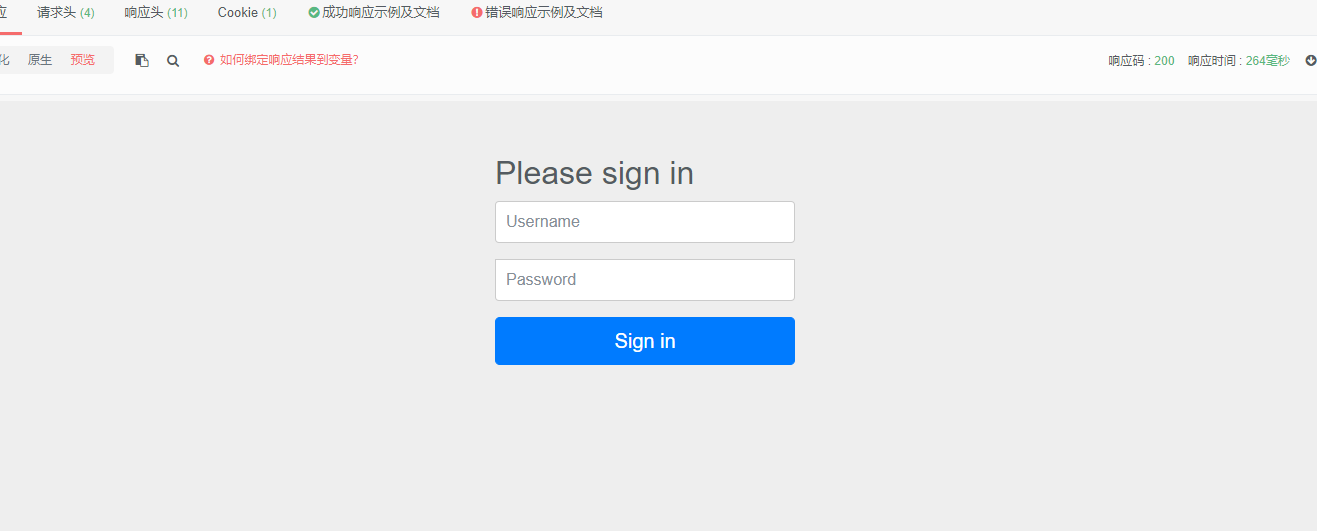 应 请求头 (4) 响应头 (11) Cookie (1) 成功响应示例及文档 错误响应示例及文档
化 原生 预览 如何绑定响应结果到变量? 响应码 : 200 响应时间 : 264毫秒
Please sign in
Username
Password
Sign in